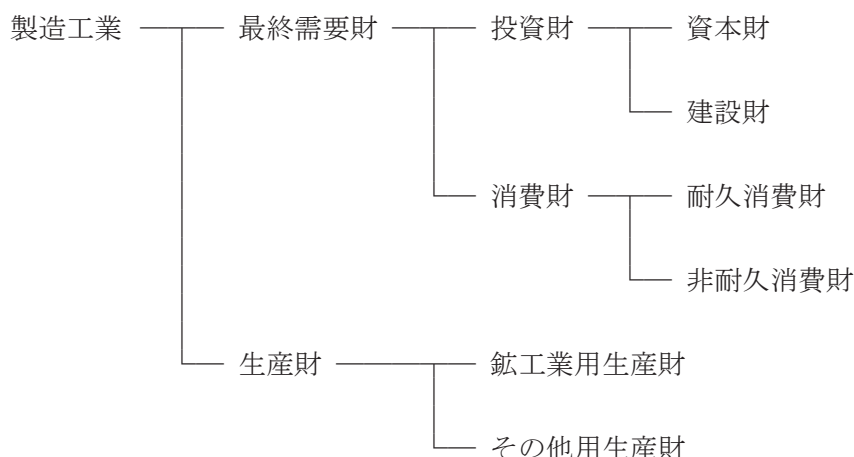 製造工業 最終需要財 投資財 資本財
建設財
消費財 耐久消費財
非耐久消費財
生産財 鉱工業用生産財
その他用生産財